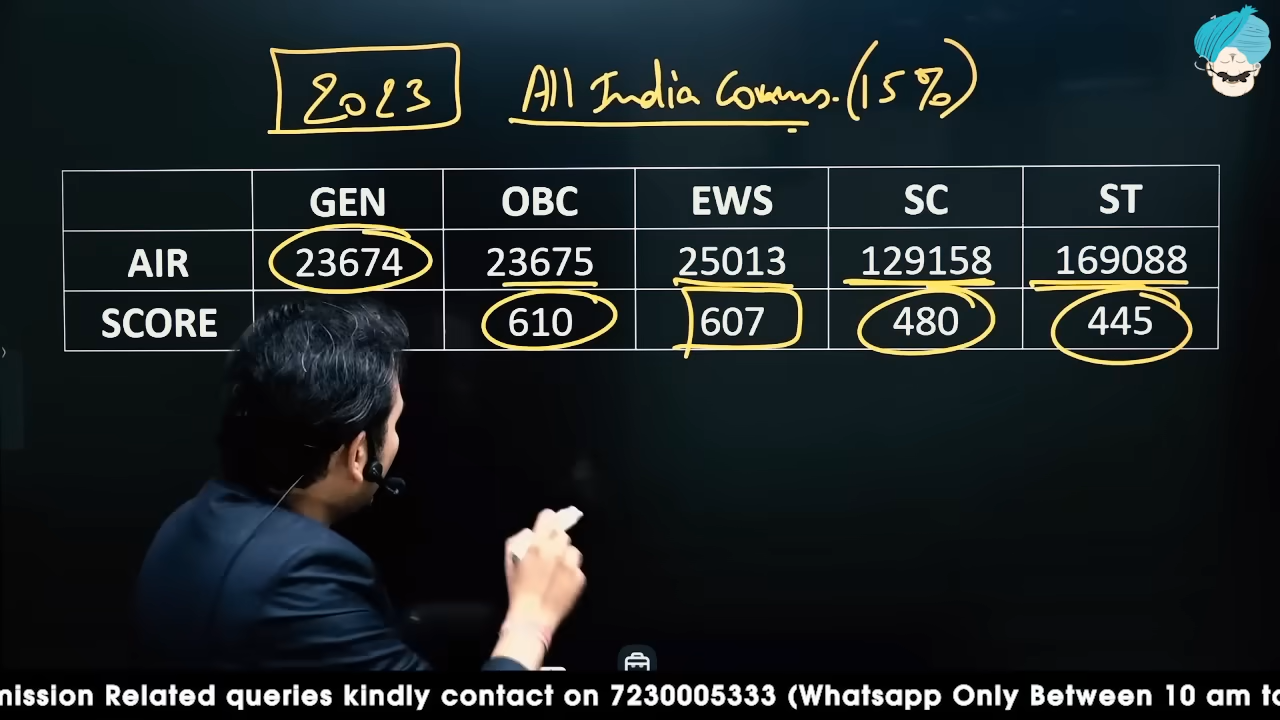 2023 All India Couns. (15%)
GEN OBC EWS SC ST
AIR 23674 23675 25013 129158 169088
SCORE 610 607 480 445
mission Related queries kindly contact on 7230005333 (Whatsapp Only Between 10 am to